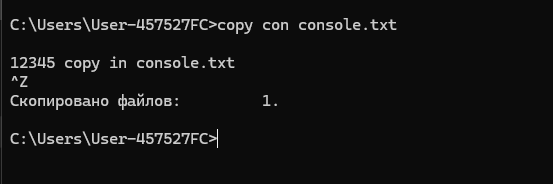 C:\Users\User-457527FC>copy con console.txt
12345 copy in console.txt
^Z
Скопировано файлов:         1.
C:\Users\User-457527FC>